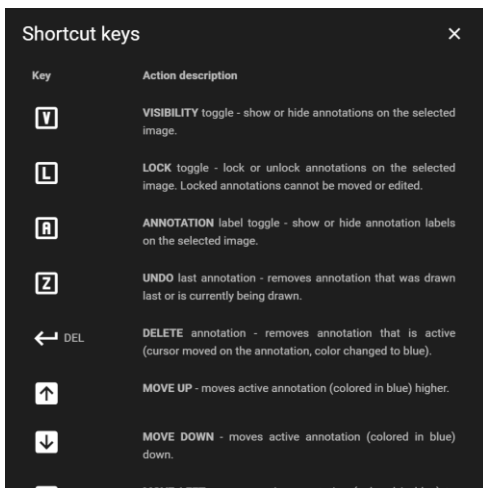 Shortcut keys ×
Key Action description
V VISIBILITY toggle - show or hide annotations on the selected
image.
L LOCK toggle - lock or unlock annotations on the selected
image. Locked annotations cannot be moved or edited.
A ANNOTATION label toggle - show or hide annotation labels
on the selected image.
Z UNDO last annotation - removes annotation that was drawn
last or is currently being drawn.
DEL DELETE annotation - removes annotation that is active
(cursor moved on the annotation, color changed to blue).
MOVE UP - moves active annotation (colored in blue) higher.
MOVE DOWN - moves active annotation (colored in blue)
down.